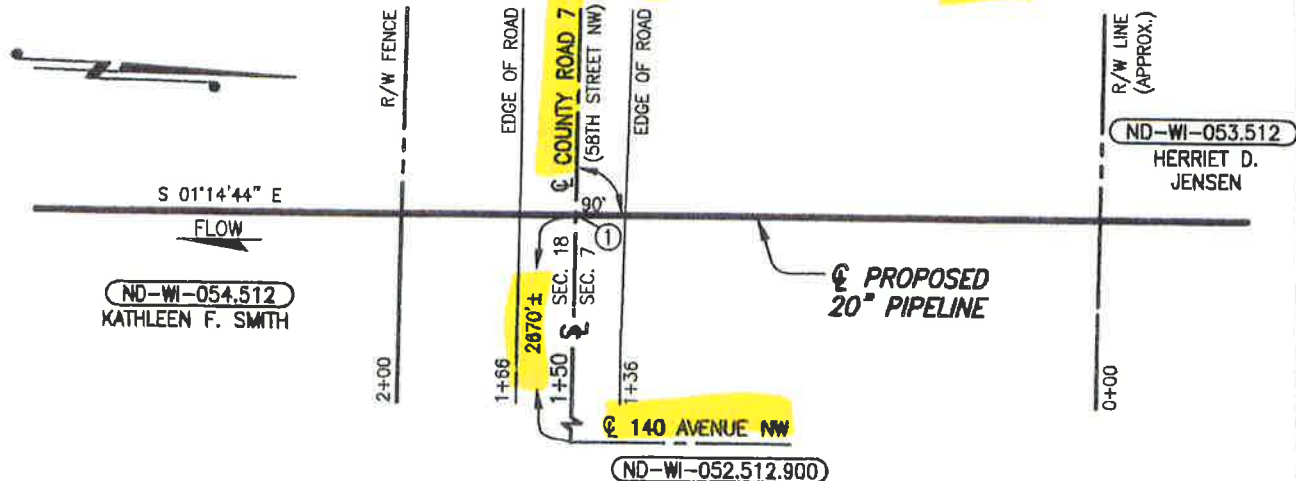 R/W FENCE
EDGE OF ROAD
℄ COUNTY ROAD 7
(58TH STREET NW)
EDGE OF ROAD
R/W LINE
(APPROX.)
ND-WI-053.512
HERRIET D.
JENSEN
S 01°14'44" E
FLOW
90°
1
ND-WI-054.512
KATHLEEN F. SMITH
2670'±
SEC. 18
SEC. 7
℄ PROPOSED
20" PIPELINE
2+00
1+66
1+50
1+36
0+00
℄ 140 AVENUE NW
ND-WI-052.512.900